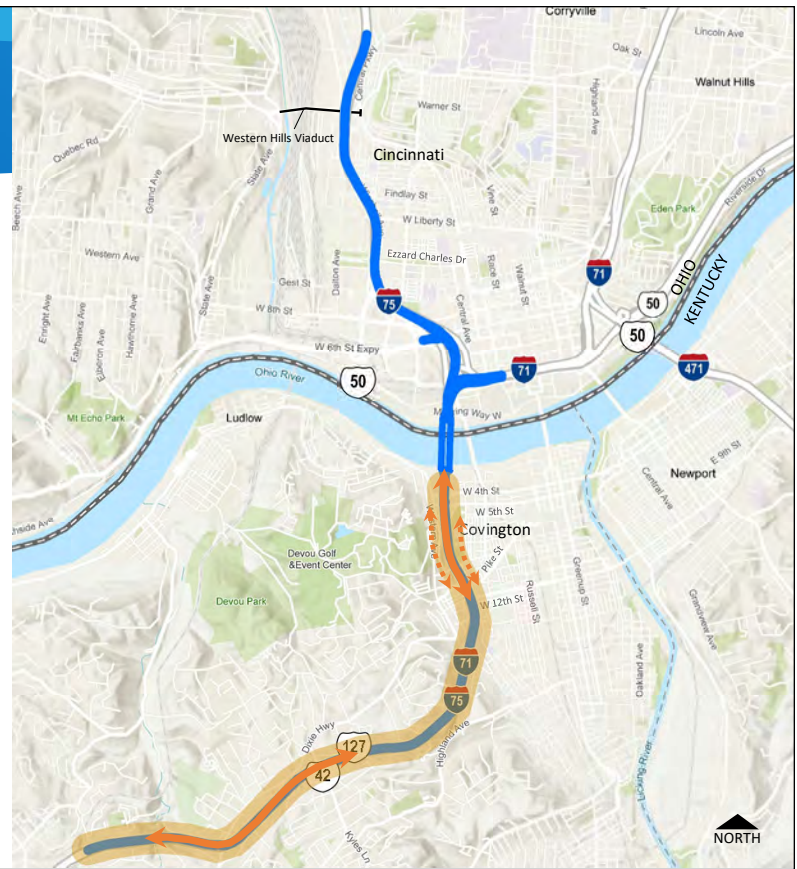 Corryville
Lincoln Ave
Oak St
Central Pkwy
Highland Ave
Walnut Hills
Warner St
Western Hills Viaduct
Cincinnati
Quebec Rd
State Ave
Grand Ave
Beech Ave
Findlay St
Vine St
Riverside Dr
Eden Park
W Liberty St
Ezzard Charles Dr
Western Ave
Dalton Ave
Race St
Walnut St
71
OHIO
KENTUCKY
Gest St
State Ave
75
50
W 8th St
Central Ave
Enright Ave
Fairbanks Ave
Elberon Ave
Hawthorne Ave
50
W 6th St Expy
71
471
Ohio River
50
Mt Echo Park
Ludlow
Way W
E 9th St
Central Ave
Newport
W 4th St
W 5th St
Covington
Devou Golf
&Event Center
Pike St
Devou Park
W 12th St
Russell St
Greenup St
Grandview Ave
Oakland Ave
71
75
Dixie Hwy
127
42
Highland Ave
Licking River
Kyles Ln
NORTH